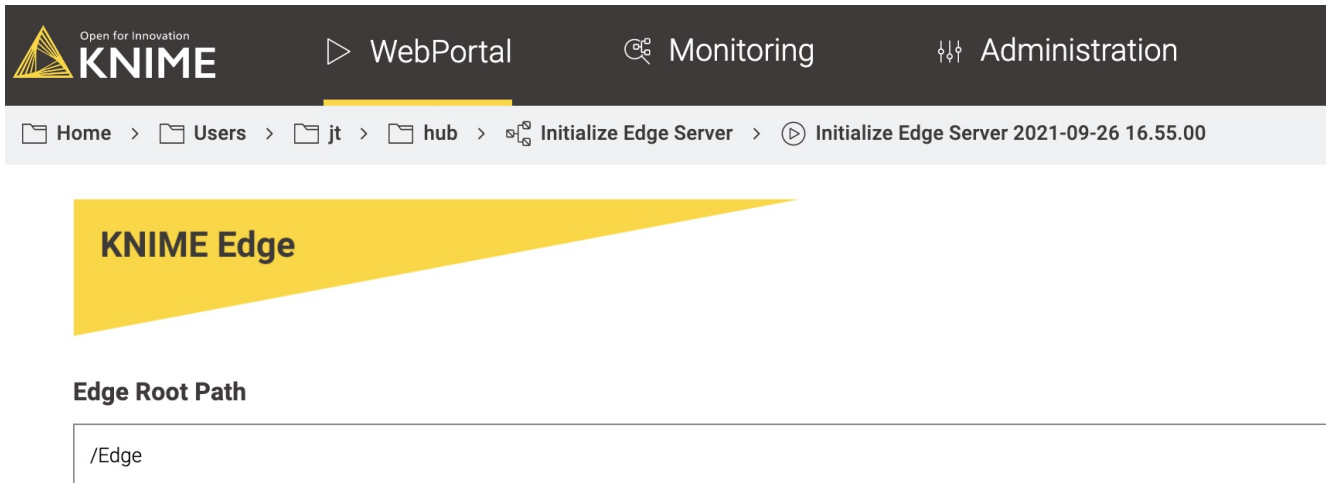 Open for Innovation
KNIME
WebPortal Monitoring Administration
Home > Users > jt > hub > Initialize Edge Server > Initialize Edge Server 2021-09-26 16.55.00
KNIME Edge
Edge Root Path
/Edge